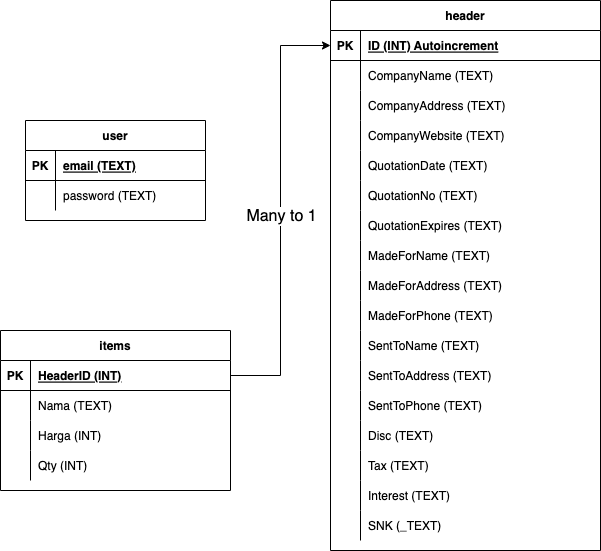 header
PK ID (INT) Autoincrement
CompanyName (TEXT)
CompanyAddress (TEXT)
CompanyWebsite (TEXT)
QuotationDate (TEXT)
QuotationNo (TEXT)
QuotationExpires (TEXT)
MadeForName (TEXT)
MadeForAddress (TEXT)
MadeForPhone (TEXT)
SentToName (TEXT)
SentToAddress (TEXT)
SentToPhone (TEXT)
Disc (TEXT)
Tax (TEXT)
Interest (TEXT)
SNK (_TEXT)
user
PK email (TEXT)
password (TEXT)
Many to 1
items
PK HeaderID (INT)
Nama (TEXT)
Harga (INT)
Qty (INT)